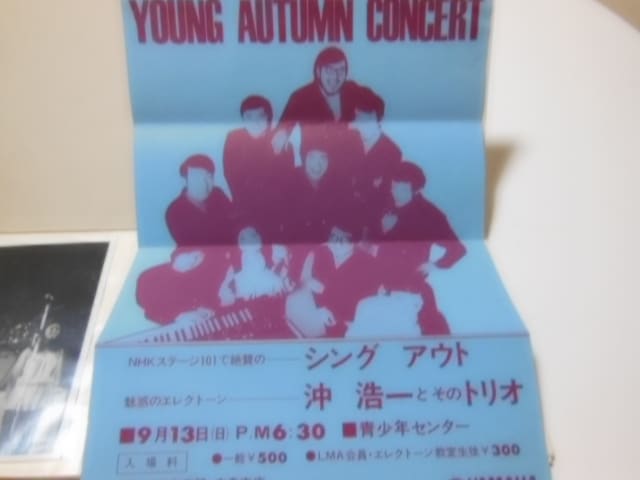 YOUNG AUTUMN CONCERT
NHKステージ101で絶賛の――シング アウト
魅惑のエレクトーン――沖 浩一とそのトリオ
■9月13日(日) P.M6:30 ■青少年センター
入場料 ●一般¥500 ●LMA会員・エレクトーン教室生徒¥300